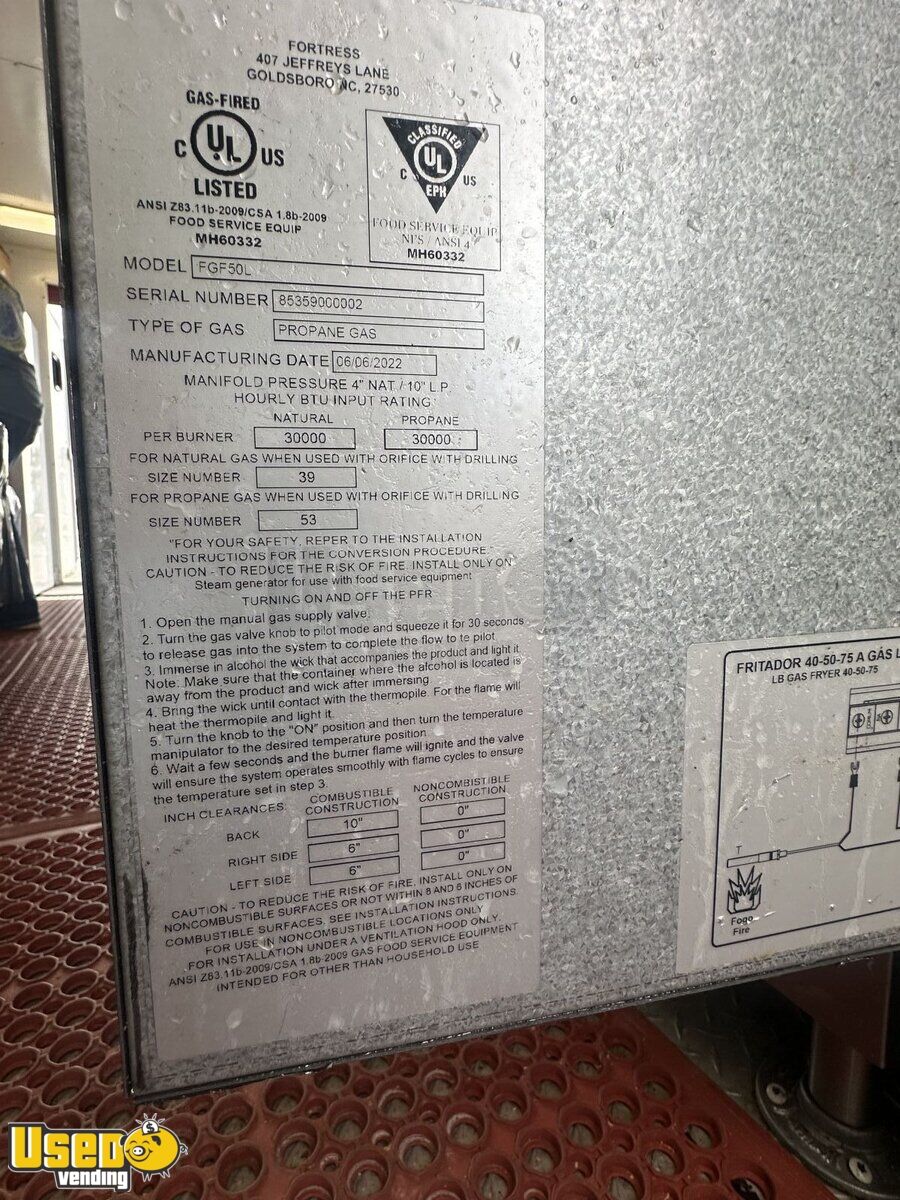 FORTRESS
407 JEFFREYS LANE
GOLDSBORO NC, 27530
GAS-FIRED
C UL US
LISTED
ANSI Z83.11b-2009/CSA 1.8b-2009
FOOD SERVICE EQUIP
MH60332
CLASSIFIED
C UL US
EPH
FOOD SERVICE EQUIP
NFS / ANSI 4
MH60332
MODEL FGF50L
SERIAL NUMBER 85359000002
TYPE OF GAS PROPANE GAS
MANUFACTURING DATE 06/06/2022
MANIFOLD PRESSURE 4" NAT. / 10" L.P.
HOURLY BTU INPUT RATING:
NATURAL PROPANE
PER BURNER 30000 30000
FOR NATURAL GAS WHEN USED WITH ORIFICE WITH DRILLING
SIZE NUMBER 39
FOR PROPANE GAS WHEN USED WITH ORIFICE WITH DRILLING
SIZE NUMBER 53
"FOR YOUR SAFETY, REPER TO THE INSTALLATION
INSTRUCTIONS FOR THE CONVERSION PROCEDURE."
CAUTION - TO REDUCE THE RISK OF FIRE. INSTALL ONLY ON
Steam generator for use with food service equipment
TURNING ON AND OFF THE PFR
1. Open the manual gas supply valve.
2. Turn the gas valve knob to pilot mode and squeeze it for 30 seconds
to release gas into the system to complete the flow to te pilot
3. Immerse in alcohol the wick that accompanies the product and light it.
Note. Make sure that the container where the alcohol is located is
away from the product and wick after immersing.
4. Bring the wick until contact with the thermopile. For the flame will
heat the thermopile and light it.
5. Turn the knob to the "ON" position and then turn the temperature
manipulator to the desired temperature position
6. Wait a few seconds and the burner flame will ignite and the valve
will ensure the system operates smoothly with flame cycles to ensure
the temperature set in step 3.
INCH CLEARANCES: COMBUSTIBLE CONSTRUCTION NONCOMBISTIBLE CONSTRUCTION
BACK 10" 0"
RIGHT SIDE 6" 0"
LEFT SIDE 6" 0"
CAUTION - TO REDUCE THE RISK OF FIRE, INSTALL ONLY ON
NONCOMBUSTIBLE SURFACES OR NOT WITHIN 8 AND 6 INCHES OF
COMBUSTIBLE SURFACES, SEE INSTALLATION INSTRUCTIONS.
FOR USE IN NONCOMBUSTIBLE LOCATIONS ONLY
FOR INSTALLATION UNDER A VENTILATION HOOD ONLY.
ANSI Z83.11b-2009/CSA 1.8b-2009 GAS FOOD SERVICE EQUIPMENT
INTENDED FOR OTHER THAN HOUSEHOLD USE
FRITADOR 40-50-75 A GÁS L
LB GAS FRYER 40-50-75
T
Fogo
Fire
USED
vending